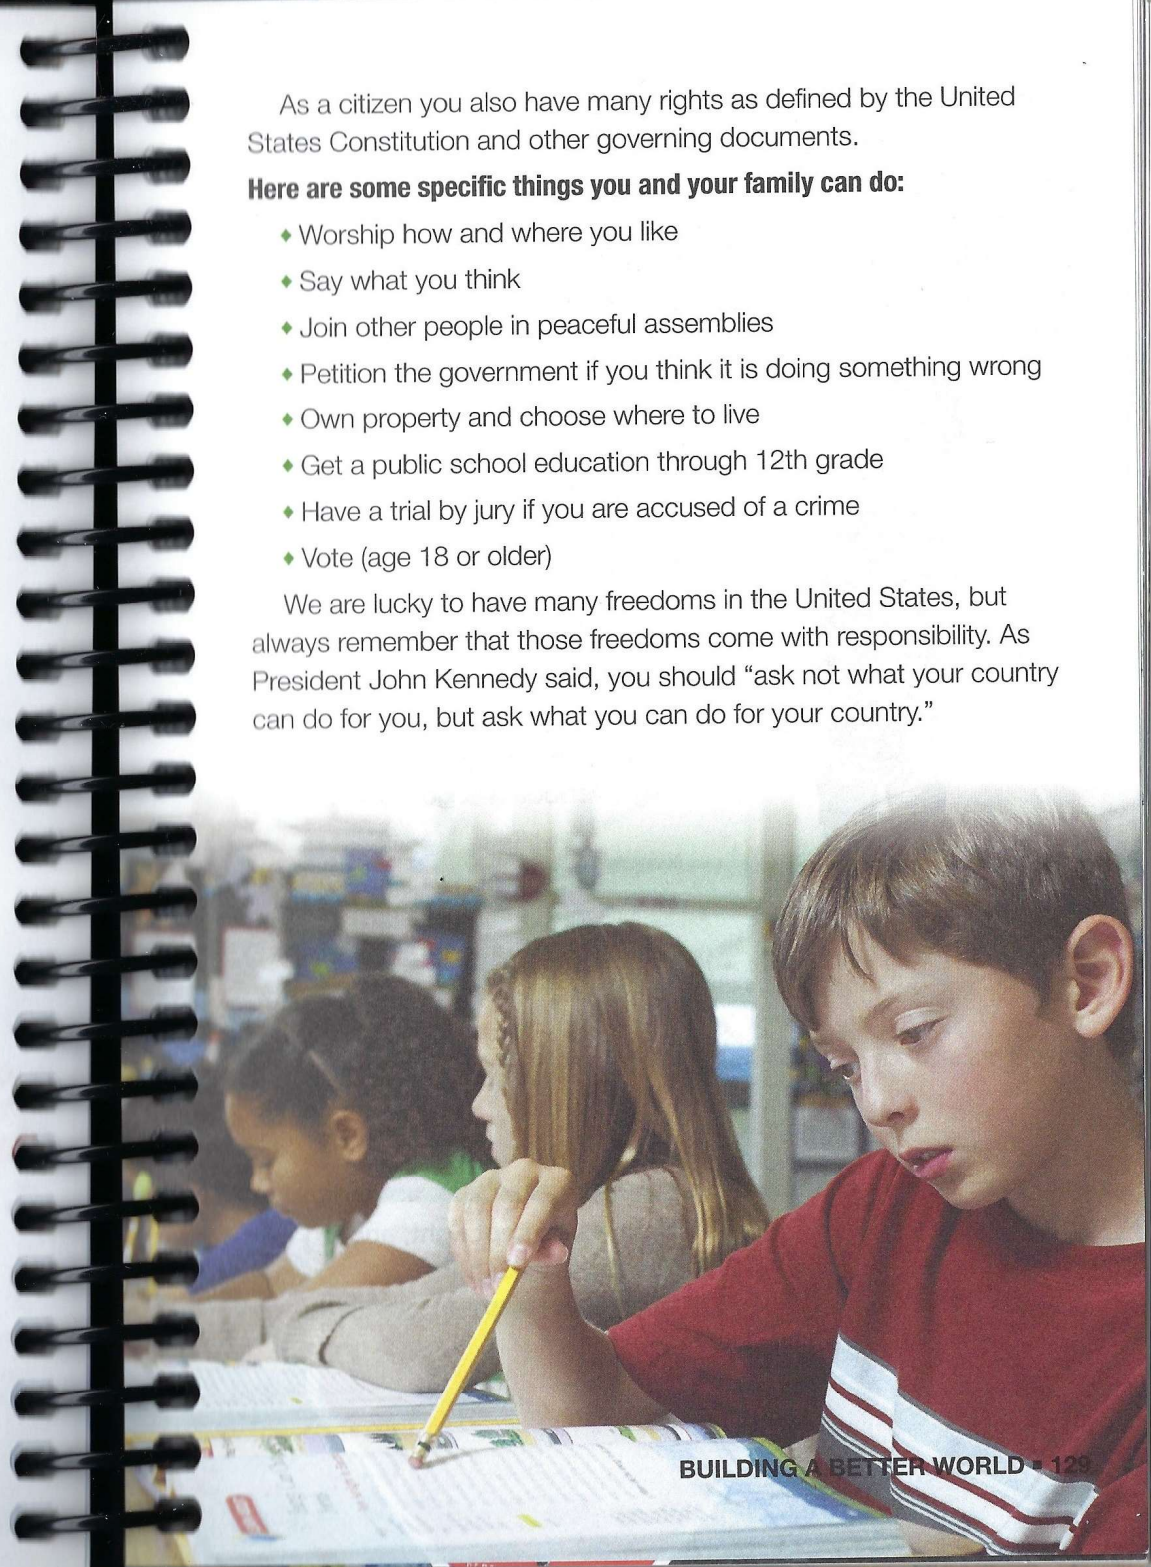 As a citizen you also have many rights as defined by the United
States Constitution and other governing documents.
Here are some specific things you and your family can do:
♦ Worship how and where you like
♦ Say what you think
♦ Join other people in peaceful assemblies
♦ Petition the government if you think it is doing something wrong
♦ Own property and choose where to live
♦ Get a public school education through 12th grade
♦ Have a trial by jury if you are accused of a crime
♦ Vote (age 18 or older)
We are lucky to have many freedoms in the United States, but
always remember that those freedoms come with responsibility. As
President John Kennedy said, you should “ask not what your country
can do for you, but ask what you can do for your country.”
BUILDING A BETTER WORLD ■ 129